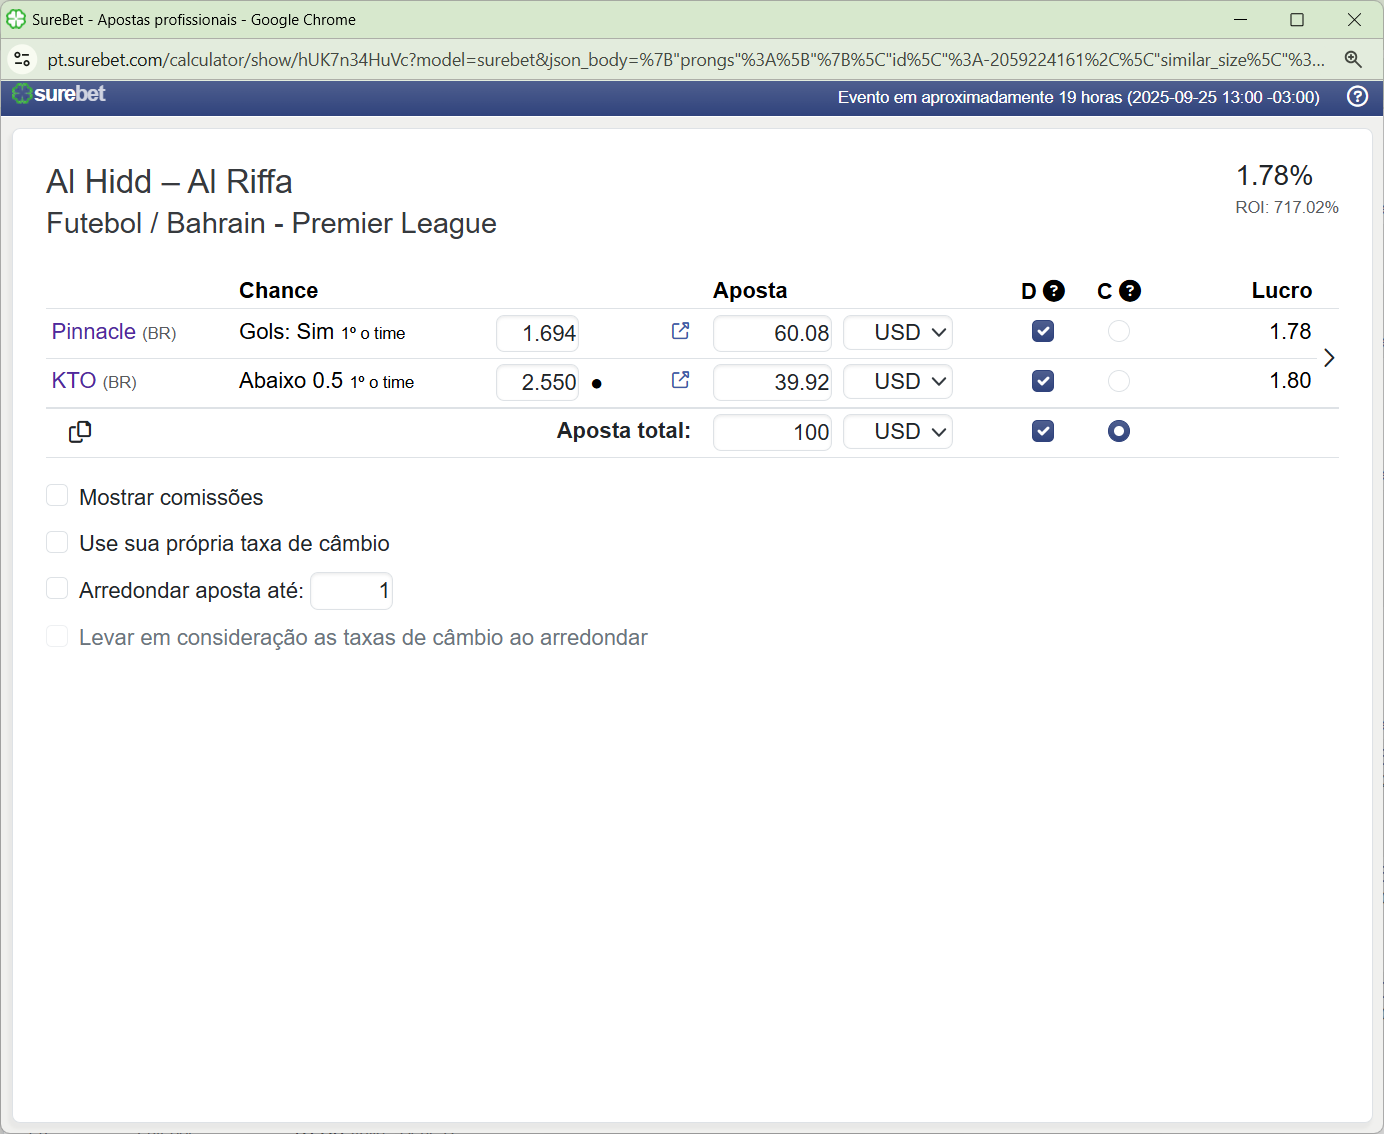 SureBet - Apostas profissionais - Google Chrome
pt.surebet.com/calculator/show/hUK7n34HuVc?model=surebet&json_body=%7B"prongs"%3A%5B"%7B%5C"id%5C"%3A-2059224161%2C%5C"similar_size%5C"%3...
surebet
Evento em aproximadamente 19 horas (2025-09-25 13:00 -03:00)
Al Hidd – Al Riffa
1.78%
Futebol / Bahrain - Premier League
ROI: 717.02%
Chance Aposta D C Lucro
Pinnacle (BR) Gols: Sim 1º o time 1.694 60.08 USD 1.78
KTO (BR) Abaixo 0.5 1º o time 2.550 39.92 USD 1.80
Aposta total: 100 USD
Mostrar comissões
Use sua própria taxa de câmbio
Arredondar aposta até: 1
Levar em consideração as taxas de câmbio ao arredondar